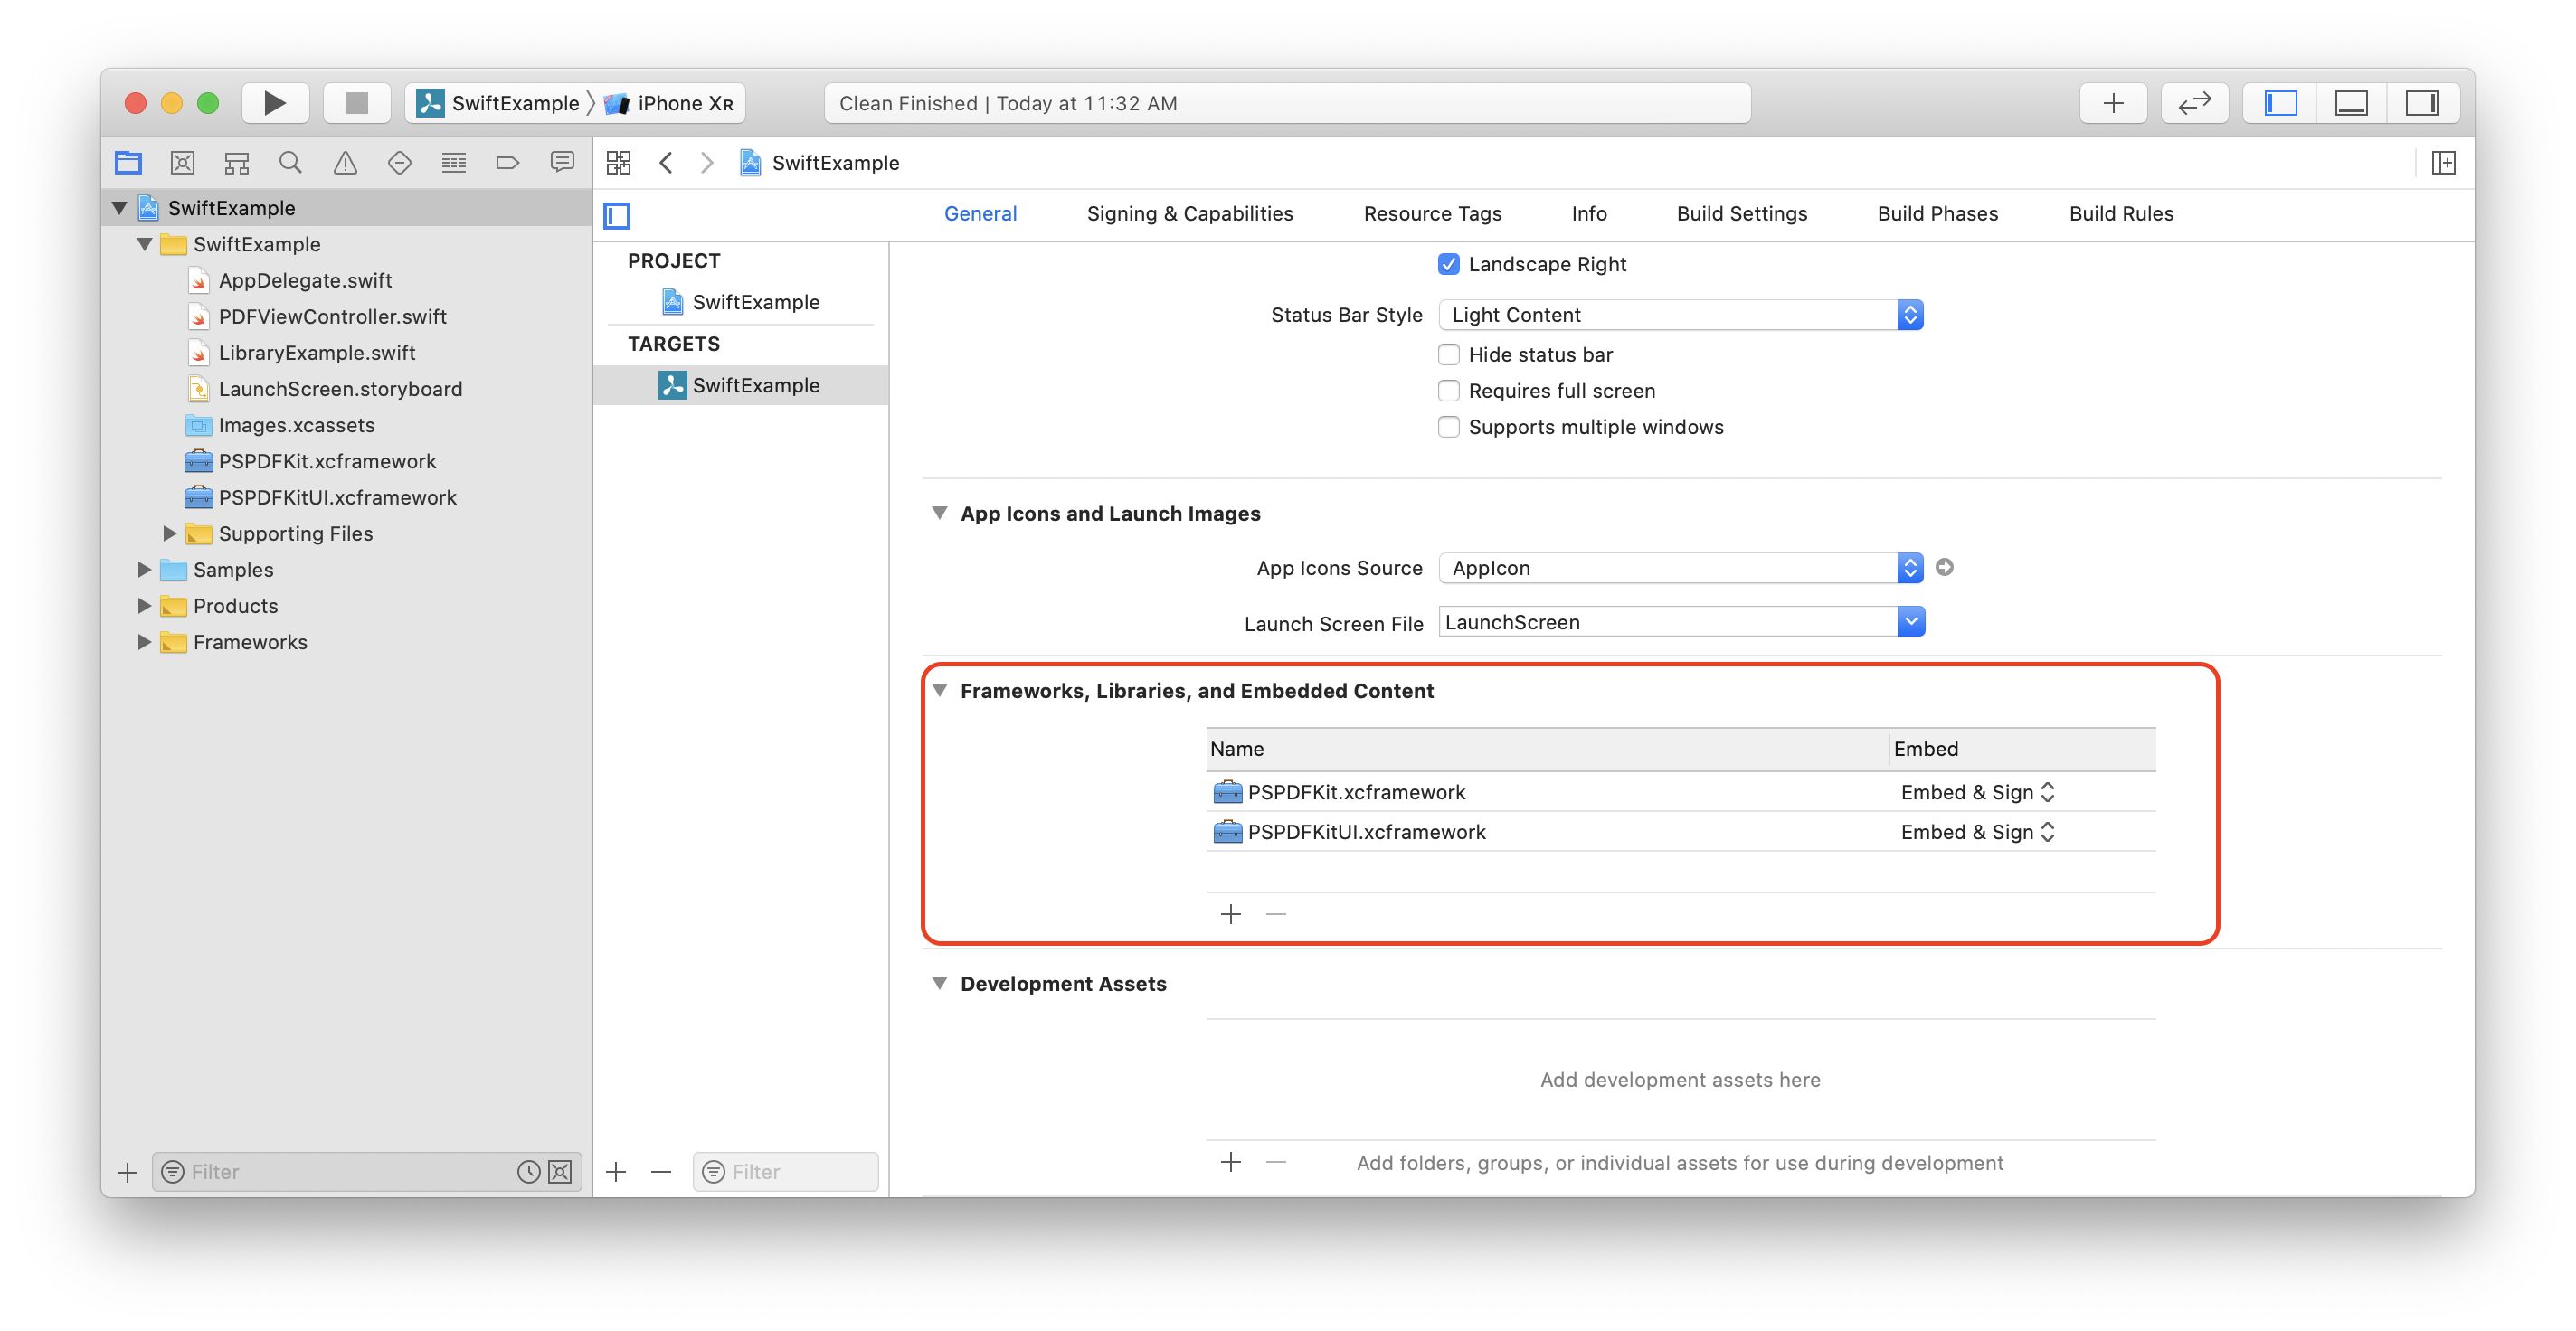 SwiftExample iPhone Xʀ
Clean Finished | Today at 11:32 AM
SwiftExample
SwiftExample
AppDelegate.swift
PDFViewController.swift
LibraryExample.swift
LaunchScreen.storyboard
Images.xcassets
PSPDFKit.xcframework
PSPDFKitUI.xcframework
Supporting Files
Samples
Products
Frameworks
Filter
SwiftExample
General Signing & Capabilities Resource Tags Info Build Settings Build Phases Build Rules
PROJECT
SwiftExample
TARGETS
SwiftExample
Filter
Landscape Right
Status Bar Style Light Content
Hide status bar
Requires full screen
Supports multiple windows
App Icons and Launch Images
App Icons Source AppIcon
Launch Screen File LaunchScreen
Frameworks, Libraries, and Embedded Content
Name Embed
PSPDFKit.xcframework Embed & Sign
PSPDFKitUI.xcframework Embed & Sign
Development Assets
Add development assets here
Add folders, groups, or individual assets for use during development